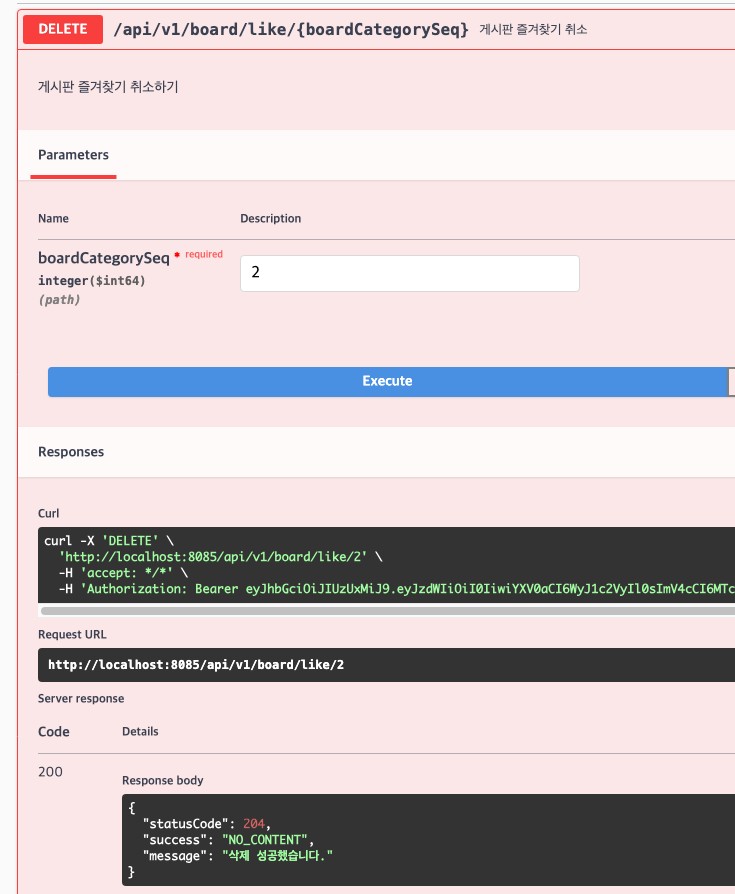 DELETE /api/v1/board/like/{boardCategorySeq} 게시판 즐겨찾기 취소
게시판 즐겨찾기 취소하기
Parameters
Name Description
boardCategorySeq * required
integer($int64)
(path)
2
Execute
Responses
Curl
curl -X 'DELETE' \
'http://localhost:8085/api/v1/board/like/2' \
-H 'accept: */*' \
-H 'Authorization: Bearer eyJhbGciOiJIUzUxMiJ9.eyJzdWIiOiI0IiwiYXV0aCI6WyJ1c2VyIl0sImV4cCI6MTc
Request URL
http://localhost:8085/api/v1/board/like/2
Server response
Code Details
200
Response body
{
"statusCode": 204,
"success": "NO_CONTENT",
"message": "삭제 성공했습니다."
}